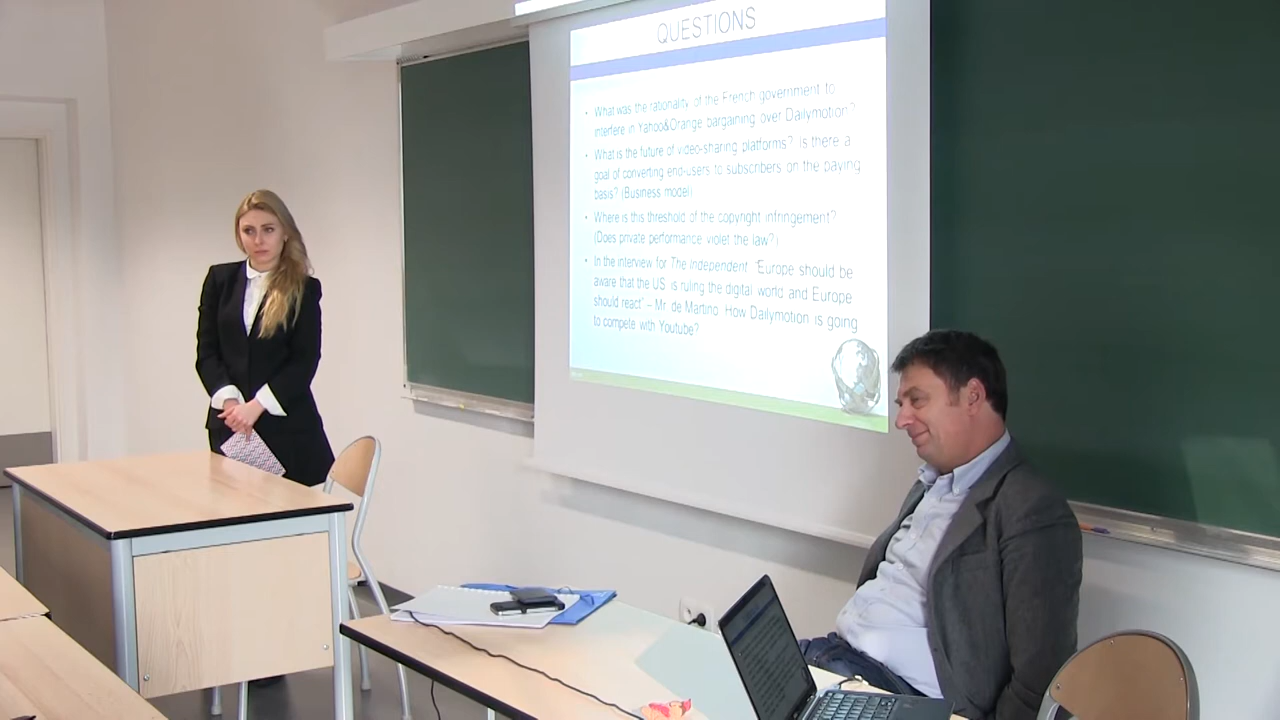 QUESTIONS
• What was the rationality of the French government to
interfere in Yahoo&Orange bargaining over Dailymotion?
• What is the future of video-sharing platforms? Is there a
goal of converting end-users to subscribers on the paying
basis? (Business model)
• Where is this threshold of the copyright infringement?
(Does private performance violet the law?)
• In the interview for The Independent "Europe should be
aware that the US is ruling the digital world and Europe
should react" – Mr. de Martino. How Dailymotion is going
to compete with Youtube?